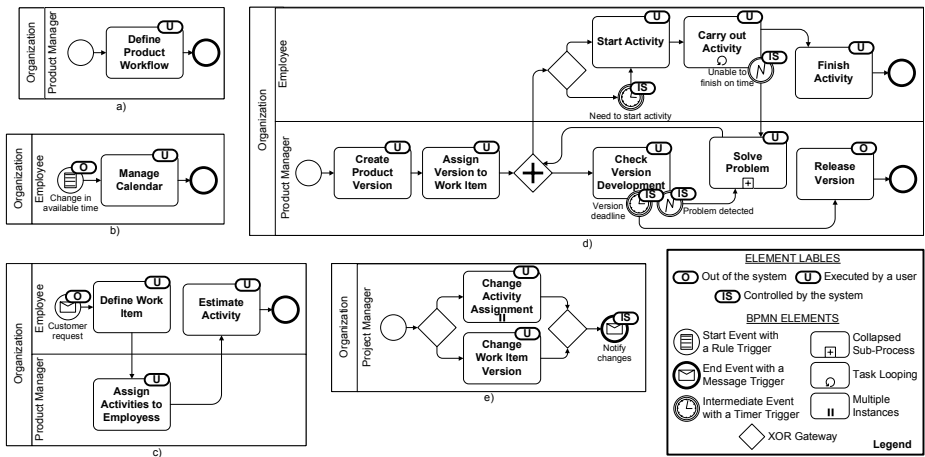 Organization
Product Manager
U
Define
Product
Workflow
a)
Organization
Employee
O
Change in
available time
U
Manage
Calendar
b)
Organization
Employee
O
Customer
request
U
Define Work
Item
U
Estimate
Activity
Product Manager
U
Assign
Activities to
Employess
c)
Organization
Employee
U
Start Activity
IS
Need to start activity
U
Carry out
Activity
IS
Unable to
finish on time
U
Finish
Activity
Product Manager
U
Create
Product
Version
U
Assign
Version to
Work Item
U
Check
Version
Development
IS
IS
Version
deadline
Problem detected
U
Solve
Problem
O
Release
Version
d)
Organization
Project Manager
U
Change
Activity
Assignment
U
Change
Work Item
Version
IS
Notify
changes
e)
ELEMENT LABLES
O Out of the system U Executed by a user
IS Controlled by the system
BPMN ELEMENTS
Start Event with
a Rule Trigger
Collapsed
Sub-Process
End Event with a
Message Trigger
Task Looping
Intermediate Event
with a Timer Trigger
Multiple
Instances
XOR Gateway
Legend